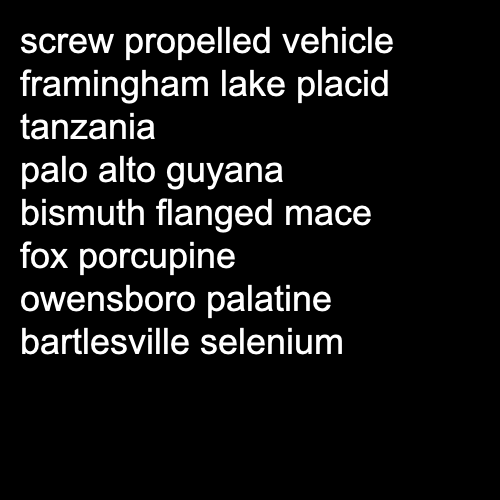 screw propelled vehicle
framingham lake placid
tanzania
palo alto guyana
bismuth flanged mace
fox porcupine
owensboro palatine
bartlesville selenium